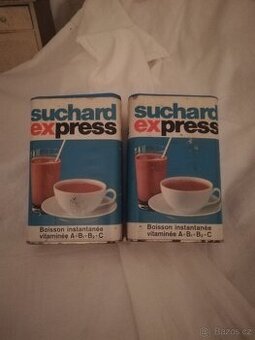 suchard
express
Boisson instantanée
vitaminée A-B₁-B₂-C
suchard
express
Boisson instantanée
vitaminée A-B₁-B₂-C
Bazos.cz